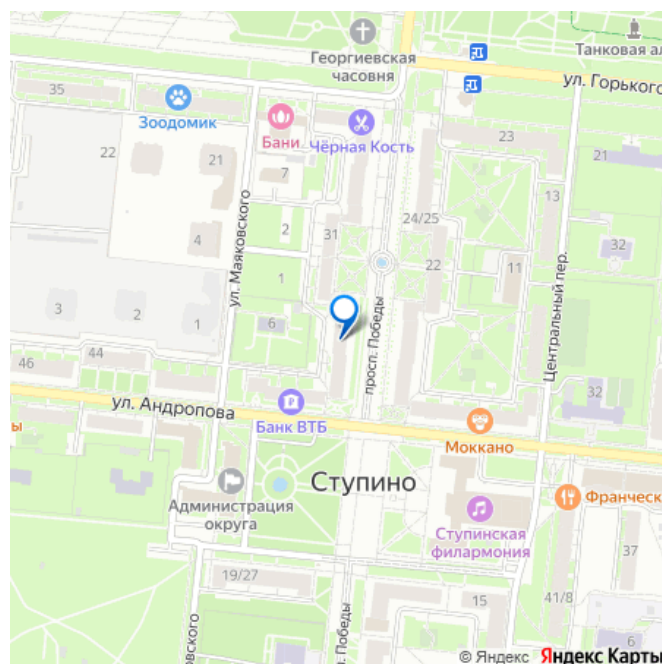 Георгиевская
часовня
Танковая ал
ул. Горького
35
Зоодомик
Бани
Чёрная Кость
23
22
21
7
21
13
ул. Маяковского
24/25
32
2
31
4
22
11
Центральный пер.
1
просп. Победы
3
2
1
6
44
46
32
ул. Андропова
Банк ВТБ
ы
Моккано
Ступино
Администрация
округа
Франческ
Ступинская
филармония
37
19/27
15
41/8
ковского
. Победы
6
© Яндекс Яндекс Карты